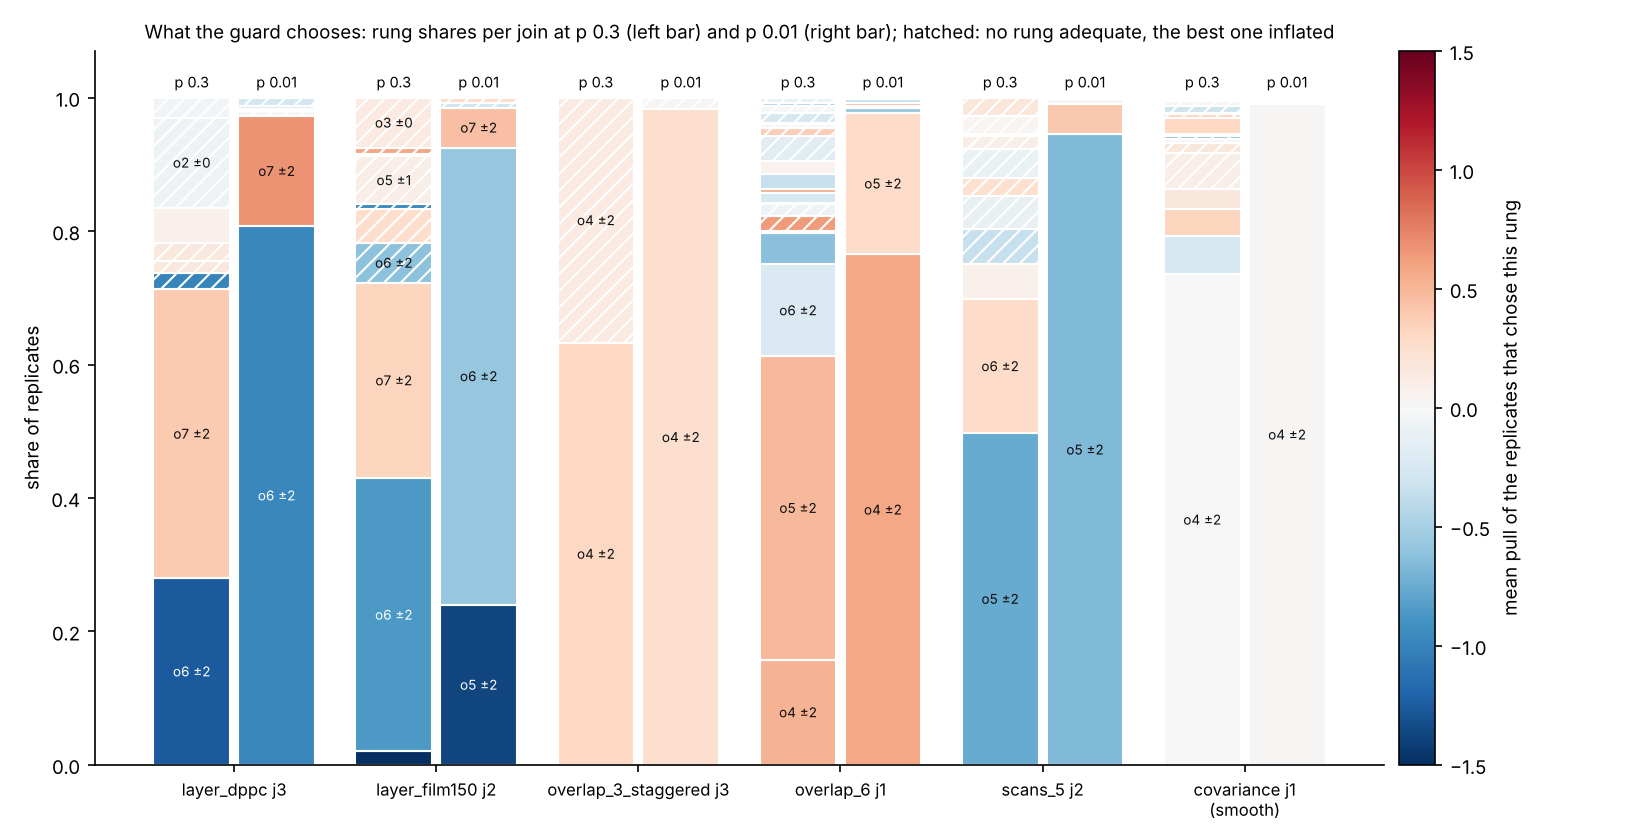 What the guard chooses: rung shares per join at p 0.3 (left bar) and p 0.01 (right bar); hatched: no rung adequate, the best one inflated
p 0.3 p 0.01 p 0.3 p 0.01 p 0.3 p 0.01 p 0.3 p 0.01 p 0.3 p 0.01 p 0.3 p 0.01
share of replicates
1.0
0.8
0.6
0.4
0.2
0.0
o2 ±0
o7 ±2
o6 ±2
o7 ±2
o6 ±2
o3 ±0
o5 ±1
o6 ±2
o7 ±2
o6 ±2
o7 ±2
o6 ±2
o5 ±2
o4 ±2
o4 ±2
o4 ±2
o6 ±2
o5 ±2
o4 ±2
o5 ±2
o4 ±2
o6 ±2
o5 ±2
o5 ±2
o4 ±2
o4 ±2
layer_dppc j3
layer_film150 j2
overlap_3_staggered j3
overlap_6 j1
scans_5 j2
covariance j1
(smooth)
1.5
1.0
0.5
0.0
−0.5
−1.0
−1.5
mean pull of the replicates that chose this rung